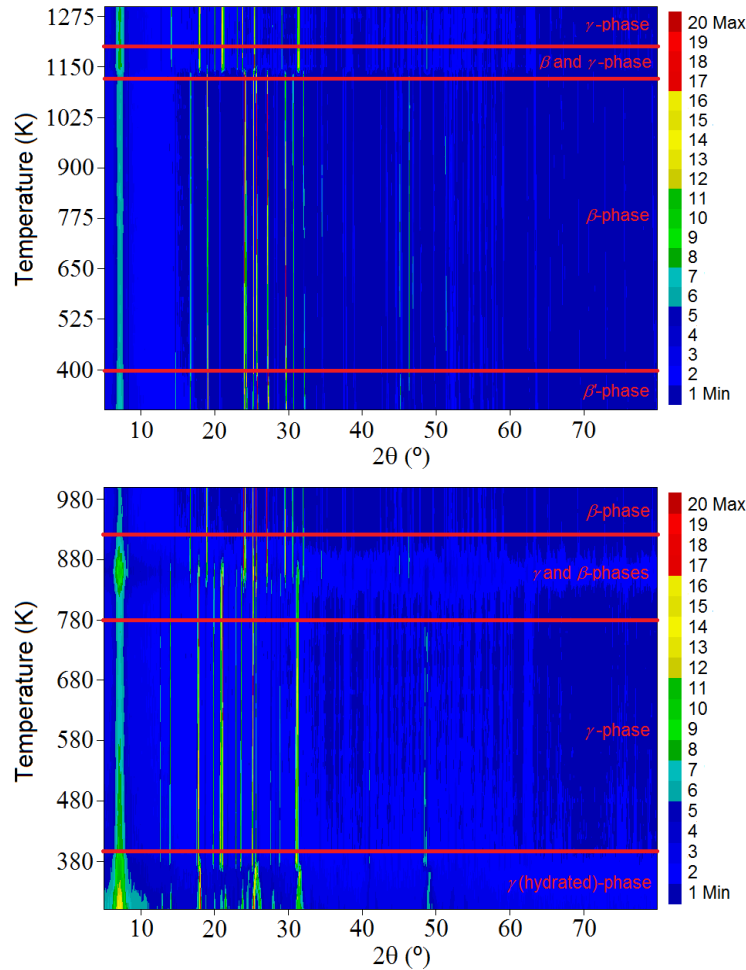 1275
1150
1025
900
775
650
525
400
Temperature (K)
γ-phase
β and γ-phase
β-phase
β'-phase
10 20 30 40 50 60 70
2θ (º)
20 Max
19
18
17
16
15
14
13
12
11
10
9
8
7
6
5
4
3
2
1 Min
980
880
780
680
580
480
380
Temperature (K)
β-phase
γ and β-phases
γ-phase
γ (hydrated)-phase
10 20 30 40 50 60 70
2θ (º)
20 Max
19
18
17
16
15
14
13
12
11
10
9
8
7
6
5
4
3
2
1 Min